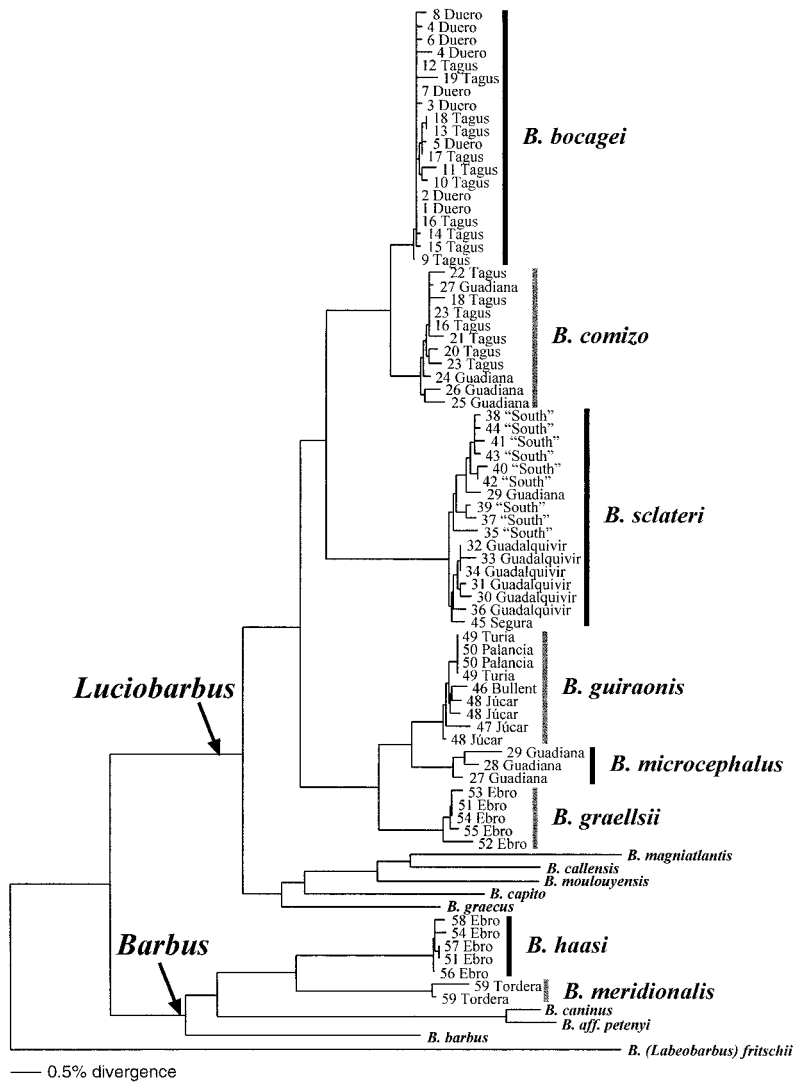 8 Duero
4 Duero
6 Duero
4 Duero
12 Tagus
19 Tagus
7 Duero
3 Duero
18 Tagus
13 Tagus
5 Duero
17 Tagus
11 Tagus
10 Tagus
2 Duero
1 Duero
16 Tagus
14 Tagus
15 Tagus
9 Tagus
B. bocagei
22 Tagus
27 Guadiana
18 Tagus
23 Tagus
16 Tagus
21 Tagus
20 Tagus
23 Tagus
24 Guadiana
26 Guadiana
25 Guadiana
B. comizo
38 “South”
44 “South”
41 “South”
43 “South”
40 “South”
42 “South”
29 Guadiana
39 “South”
37 “South”
35 “South”
32 Guadalquivir
33 Guadalquivir
34 Guadalquivir
31 Guadalquivir
30 Guadalquivir
36 Guadalquivir
45 Segura
B. sclateri
49 Turia
50 Palancia
50 Palancia
49 Turia
46 Bullent
48 Júcar
48 Júcar
47 Júcar
48 Júcar
B. guiraonis
Luciobarbus
29 Guadiana
28 Guadiana
27 Guadiana
B. microcephalus
53 Ebro
51 Ebro
54 Ebro
55 Ebro
52 Ebro
B. graellsii
B. magniatlantis
B. callensis
B. moulouyensis
B. capito
B. graecus
Barbus
58 Ebro
54 Ebro
57 Ebro
51 Ebro
56 Ebro
B. haasi
59 Tordera
59 Tordera
B. meridionalis
B. caninus
B. aff. petenyi
B. barbus
B. (Labeobarbus) fritschii
0.5% divergence